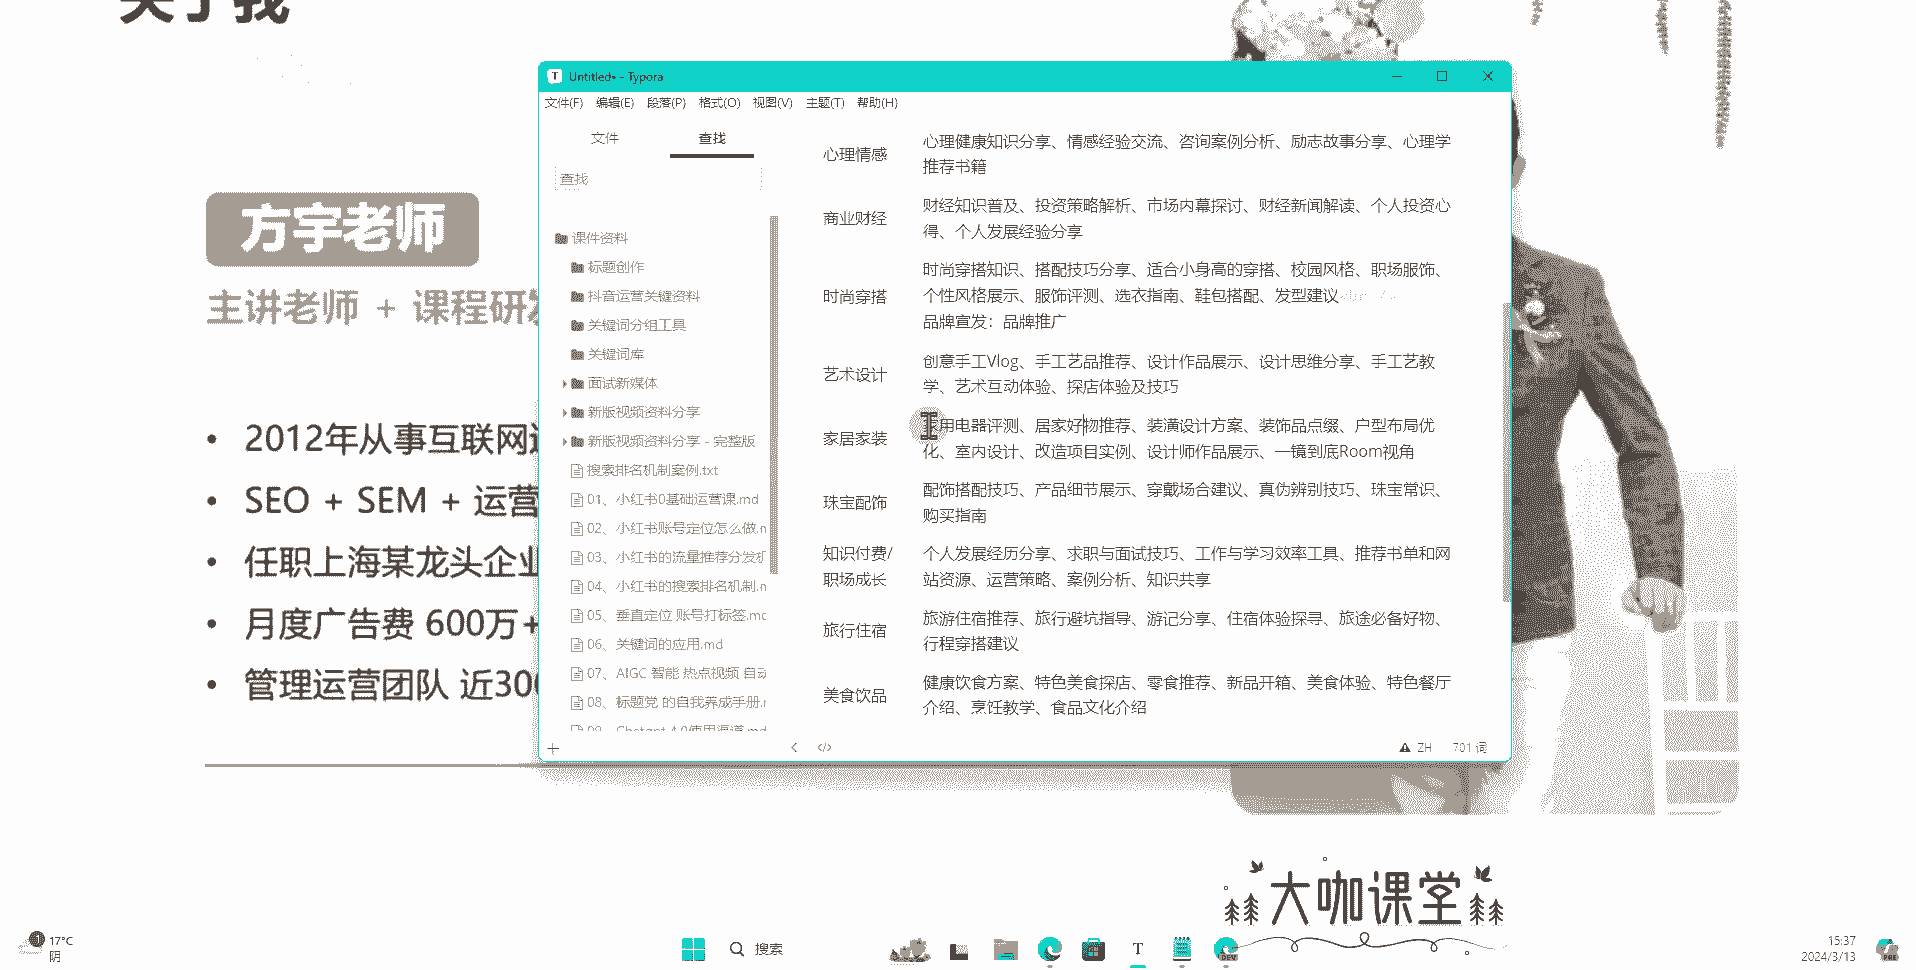 关于我
方宇老师
主讲老师 + 课程研发
• 2012年从事互联网
• SEO + SEM + 运营
• 任职上海某龙头企业
• 月度广告费 600万+
• 管理运营团队 近300
Untitled• - Typora
文件(F) 编辑(E) 段落(P) 格式(O) 视图(V) 主题(T) 帮助(H)
文件 查找
查找
课件资料
标题创作
抖音运营关键资料
关键词分组工具
关键词库
面试新媒体
新版视频资料分享
新版视频资料分享 - 完整版
搜索排名机制案例.txt
01、小红书0基础运营课.md
02、小红书账号定位怎么做.m
03、小红书的流量推荐分发机
04、小红书的搜索排名机制.m
05、垂直定位 账号打标签.md
06、关键词的应用.md
07、AIGC 智能 热点视频 自动
08、标题党 的自我养成手册.m
09、Chatgpt 4.0使用渠道.md
心理情感
心理健康知识分享、情感经验交流、咨询案例分析、励志故事分享、心理学
推荐书籍
商业财经
财经知识普及、投资策略解析、市场内幕探讨、财经新闻解读、个人投资心
得、个人发展经验分享
时尚穿搭
时尚穿搭知识、搭配技巧分享、适合小身高的穿搭、校园风格、职场服饰、
个性风格展示、服饰评测、选衣指南、鞋包搭配、发型建议
品牌宣发：品牌推广
艺术设计
创意手工Vlog、手工艺品推荐、设计作品展示、设计思维分享、手工艺教
学、艺术互动体验、探店体验及技巧
家居家装
家用电器评测、居家好物推荐、装潢设计方案、装饰品点缀、户型布局优
化、室内设计、改造项目实例、设计师作品展示、一镜到底Room视角
珠宝配饰
配饰搭配技巧、产品细节展示、穿戴场合建议、真伪辨别技巧、珠宝常识、
购买指南
知识付费/
职场成长
个人发展经历分享、求职与面试技巧、工作与学习效率工具、推荐书单和网
站资源、运营策略、案例分析、知识共享
旅行住宿
旅游住宿推荐、旅行避坑指导、游记分享、住宿体验探寻、旅途必备好物、
行程穿搭建议
美食饮品
健康饮食方案、特色美食探店、零食推荐、新品开箱、美食体验、特色餐厅
介绍、烹饪教学、食品文化介绍
ZH 701 词
大咖课堂
1 17°C
阴
搜索
T
DEV
15:37
2024/3/13
PRE